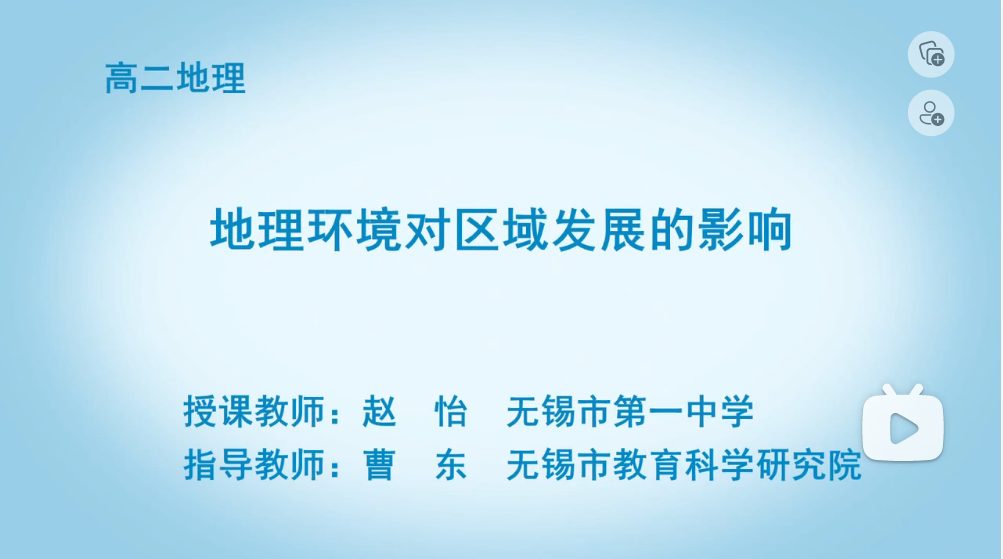 高二地理
地理环境对区域发展的影响
授课教师：赵　怡　无锡市第一中学
指导教师：曹　东　无锡市教育科学研究院